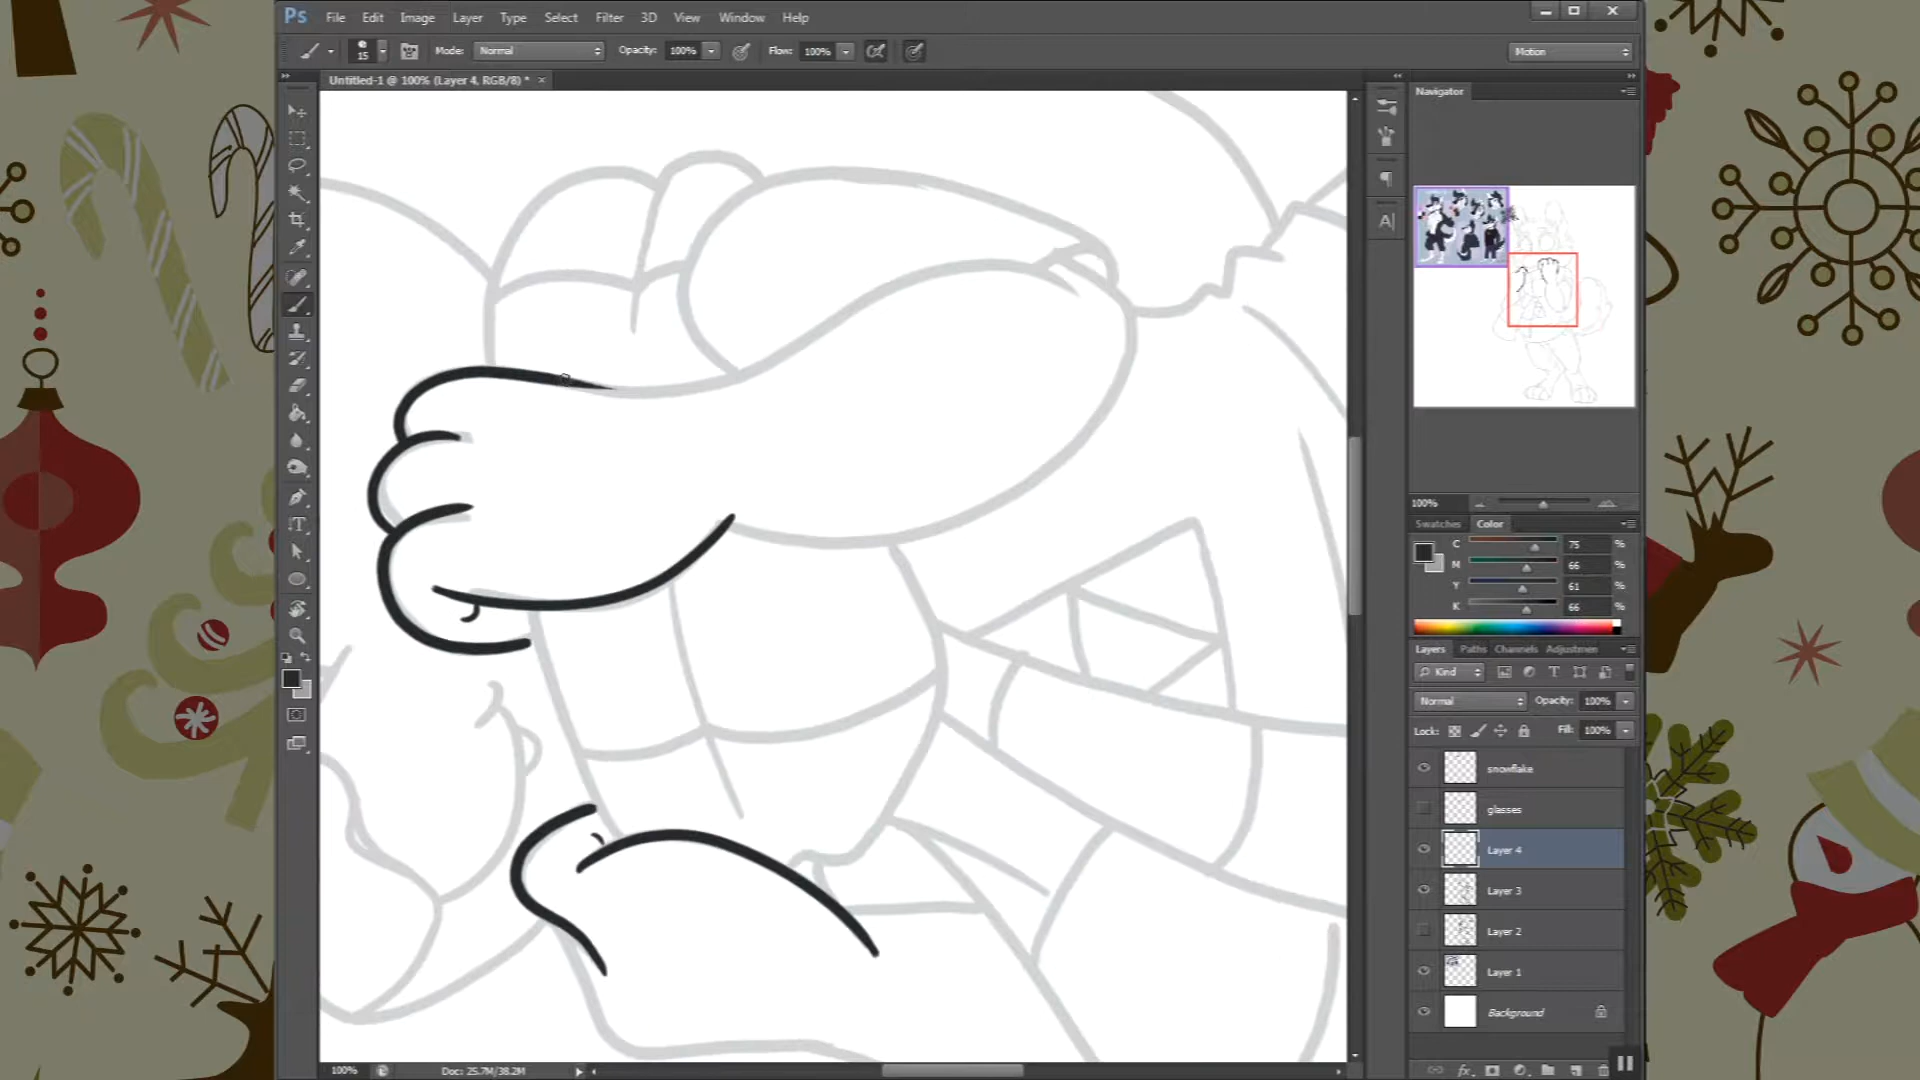 Ps File Edit Image Layer Type Select Filter 3D View Window Help
15 Mode: Normal Opacity: 100% Flow: 100% Motion
Untitled-1 @ 100% (Layer 4, RGB/8) * ×
Navigator
100%
Swatches Color
C 75 %
M 66 %
Y 61 %
K 66 %
Layers Paths Channels Adjustmen
Kind
Normal Opacity: 100%
Lock: Fill: 100%
snowflake
glasses
Layer 4
Layer 3
Layer 2
Layer 1
Background
100% Doc: 25.7M/38.2M